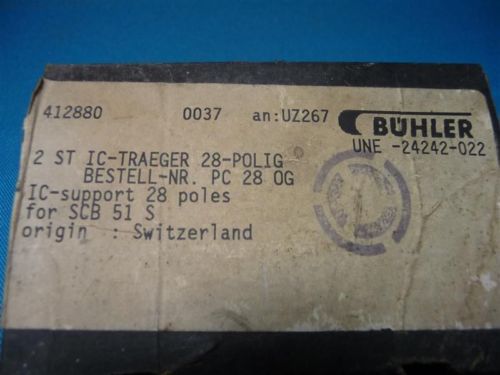 412880 0037 an:UZ267 BÜHLER
UNE -24242-022
2 ST IC-TRAEGER 28-POLIG
BESTELL-NR. PC 28 OG
IC-support 28 poles
for SCB 51 S
origin : Switzerland